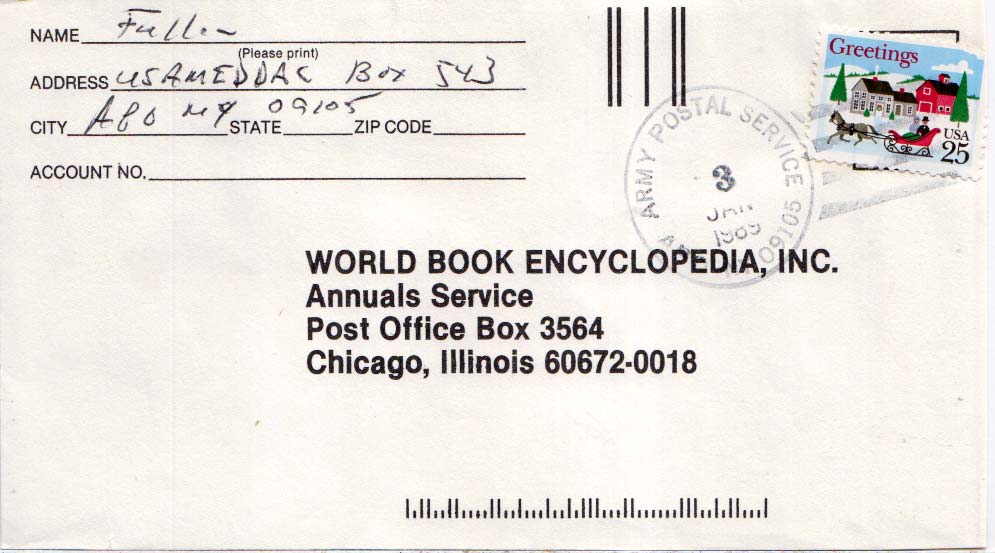 NAME Fuller
(Please print)
ADDRESS USAMEDDAC Box 543
CITY APO NY 09105 STATE ZIP CODE
ACCOUNT NO.
Greetings
USA
25
ARMY POSTAL SERVICE
3
JAN
1989
09105
WORLD BOOK ENCYCLOPEDIA, INC.
Annuals Service
Post Office Box 3564
Chicago, Illinois 60672-0018